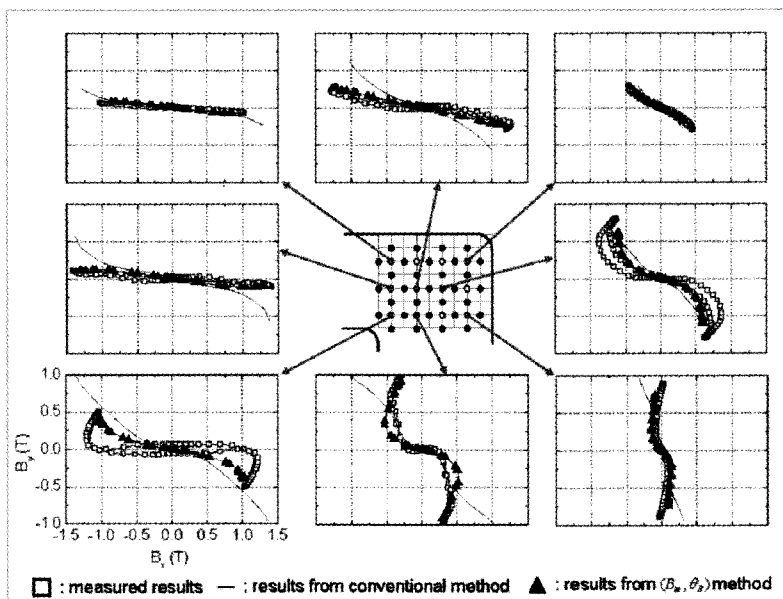 1.0
0.5
0.0
-0.5
-1.0
-1.5 -1.0 -0.5 0.0 0.5 1.0 1.5
B_y (T)
B_x (T)
□ : measured results — : results from conventional method ▲ : results from (B_m, θ_B) method